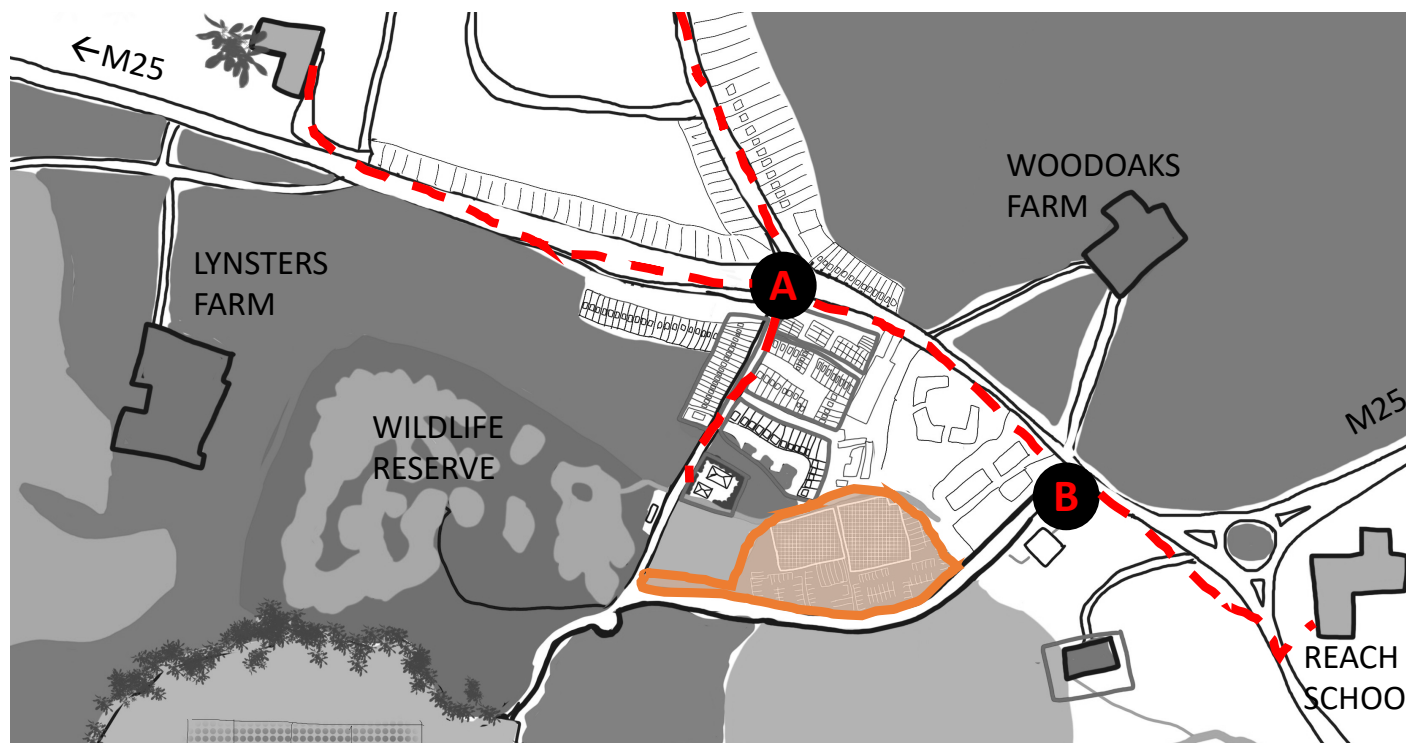 ←M25
WOODOAKS
FARM
LYNSTERS
FARM
A
M25
WILDLIFE
RESERVE
B
REACH
SCHOO